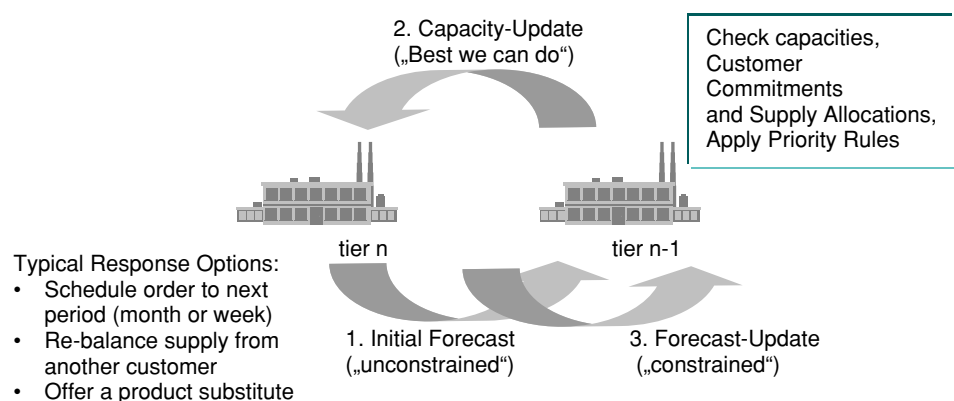 2. Capacity-Update
(„Best we can do“)
Check capacities,
Customer
Commitments
and Supply Allocations,
Apply Priority Rules
tier n
tier n-1
Typical Response Options:
• Schedule order to next
period (month or week)
• Re-balance supply from
another customer
• Offer a product substitute
1. Initial Forecast
(„unconstrained“)
3. Forecast-Update
(„constrained“)